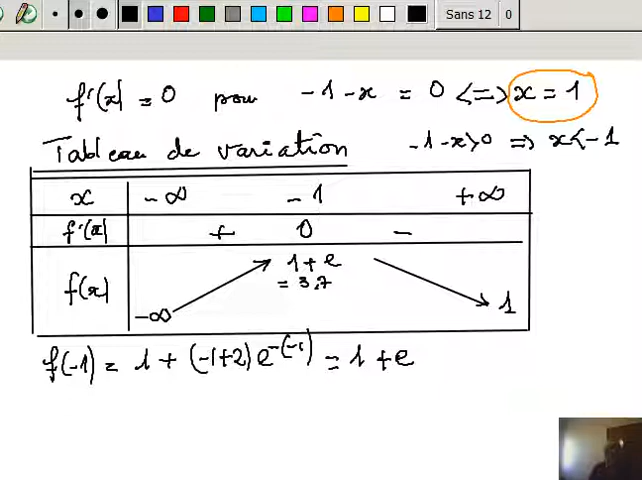 Sans 12 0
f'(x) = 0 pour -1-x = 0 <=> x = 1
Tableau de variation -1-x>0 => x<-1
x -∞ -1 +∞
f'(x) + 0 -
f(x) 1+e
= 3,7
-∞ 1
f(-1) = 1 + (-1+2) e^-(-1) = 1 + e